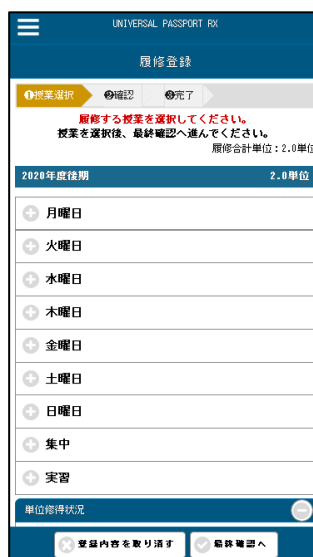 UNIVERSAL PASSPORT RX
履修登録
❶授業選択 ❷確認 ❸完了
履修する授業を選択してください。
授業を選択後、最終確認へ進んでください。
履修合計単位：2.0単位
2020年度後期 2.0単位
月曜日
火曜日
水曜日
木曜日
金曜日
土曜日
日曜日
集中
実習
単位修得状況
登録内容を取り消す 最終確認へ